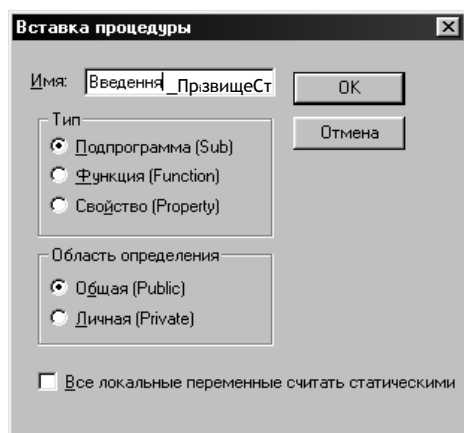 Вставка процедуры
Имя: Введення_ПрзвищеСт
OK
Тип
Подпрограмма (Sub)
Отмена
Функция (Function)
Свойство (Property)
Область определения
Общая (Public)
Личная (Private)
Все локальные переменные считать статическими